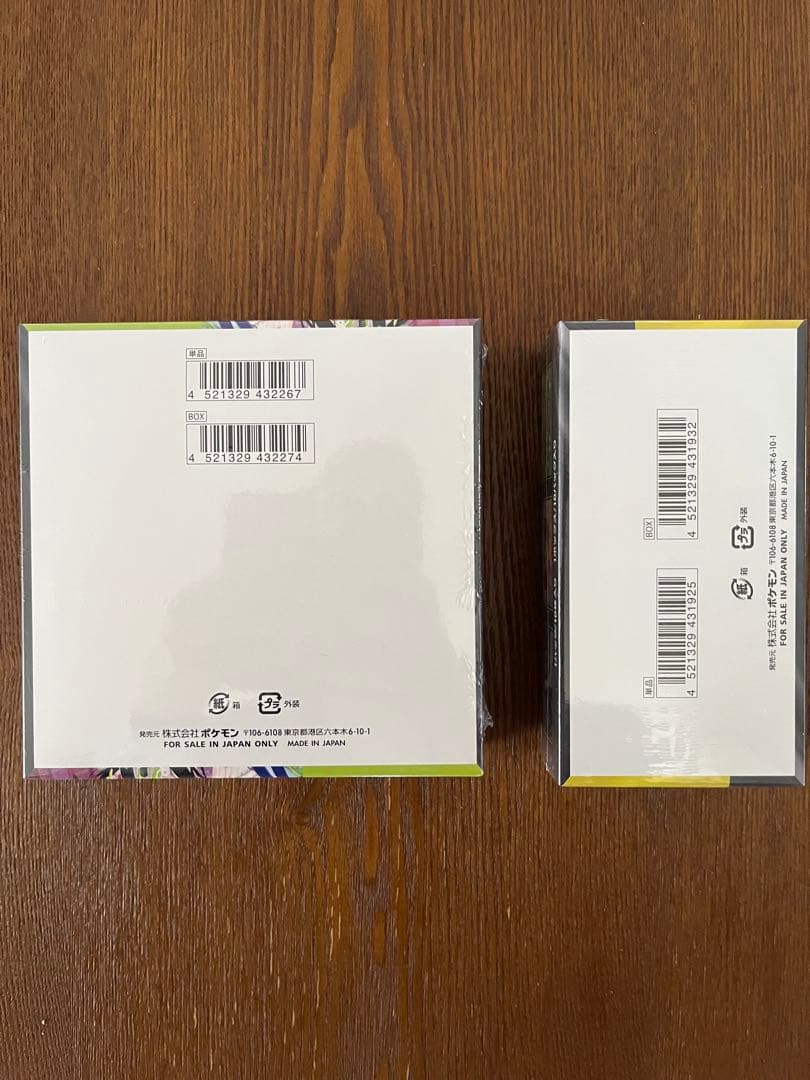 単品
4 521329 432267
BOX
4 521329 432274
紙 箱 プラ 外装
発売元 株式会社 ポケモン 〒106-6108 東京都港区六本木6-10-1
FOR SALE IN JAPAN ONLY MADE IN JAPAN
単品
4 521329 431925
BOX
4 521329 431932
紙 箱 プラ 外装
発売元 株式会社 ポケモン 〒106-6108 東京都港区六本木6-10-1
FOR SALE IN JAPAN ONLY MADE IN JAPAN